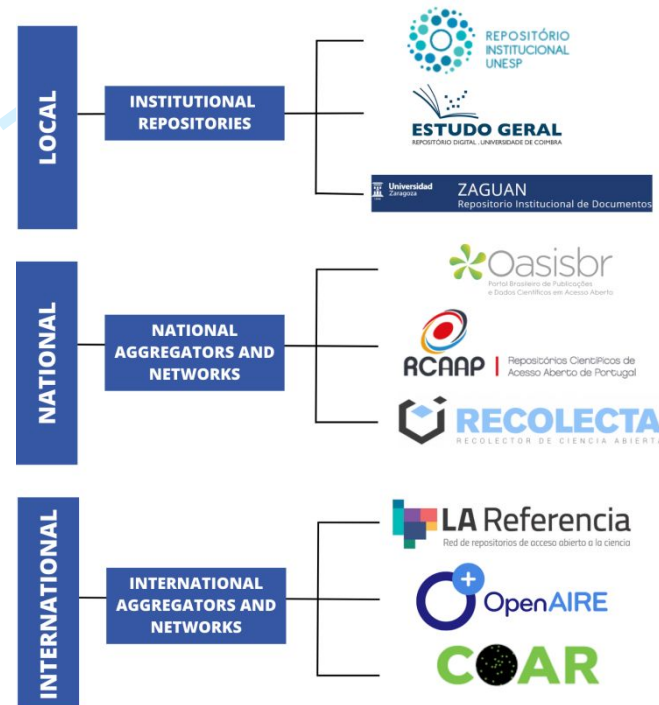 LOCAL
INSTITUTIONAL
REPOSITORIES
REPOSITÓRIO
INSTITUCIONAL
UNESP
ESTUDO GERAL
REPOSITÓRIO DIGITAL . UNIVERSIDADE DE COIMBRA
Universidad
Zaragoza
ZAGUAN
Repositorio Institucional de Documentos
NATIONAL
NATIONAL
AGGREGATORS AND
NETWORKS
Oasisbr
Portal Brasileiro de Publicações
e Dados Científicos em Acesso Aberto
RCAAP
Repositórios Científicos de
Acesso Aberto de Portugal
RECOLECTA
RECOLECTOR DE CIENCIA ABIERTA
INTERNATIONAL
INTERNATIONAL
AGGREGATORS AND
NETWORKS
LA Referencia
Red de repositorios de acceso abierto a la ciencia
OpenAIRE
COAR